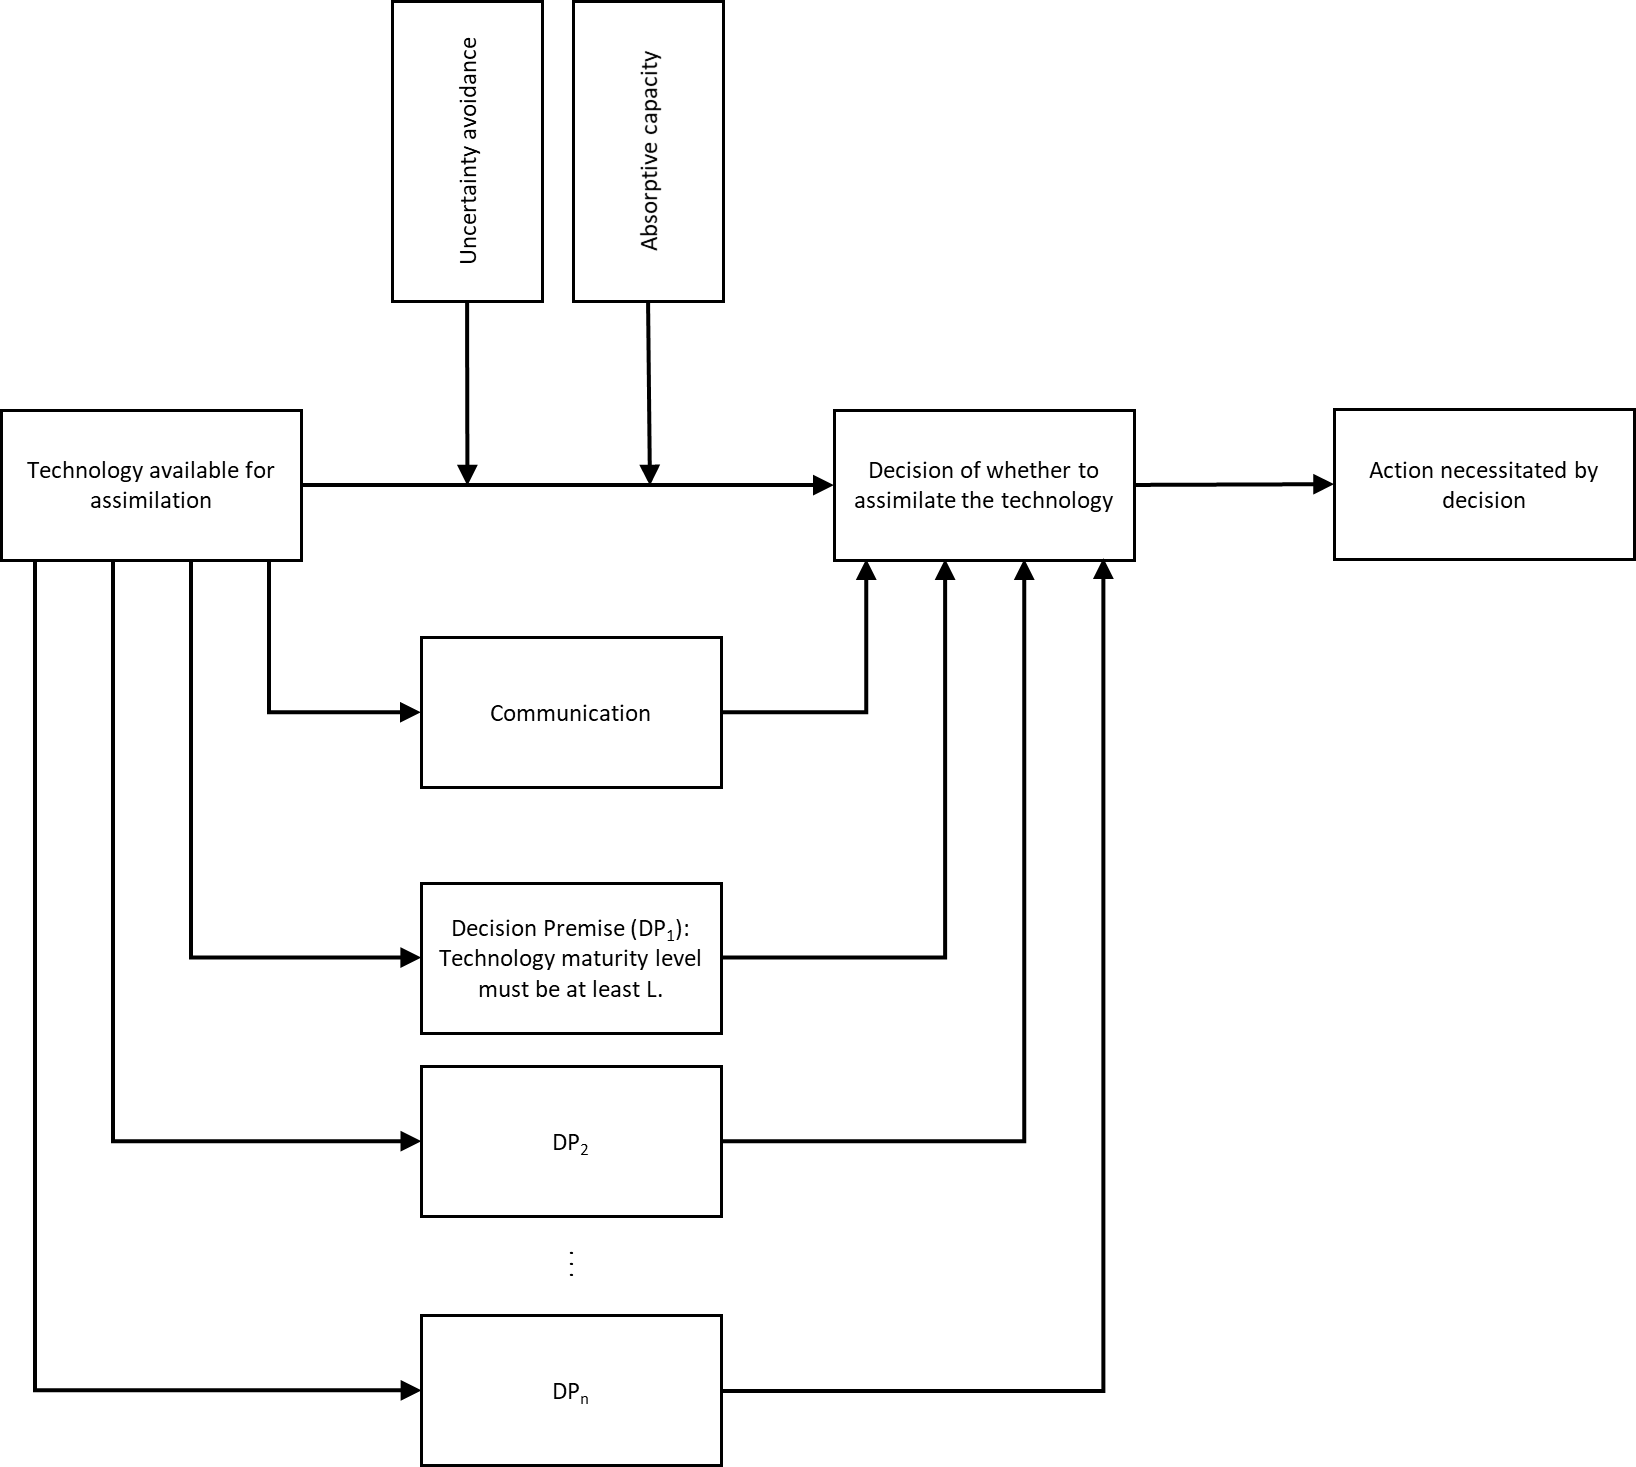 Uncertainty avoidance
Absorptive capacity
Technology available for
assimilation
Decision of whether to
assimilate the technology
Action necessitated by
decision
Communication
Decision Premise (DP₁):
Technology maturity level
must be at least L.
DP₂
⋮
DPₙ